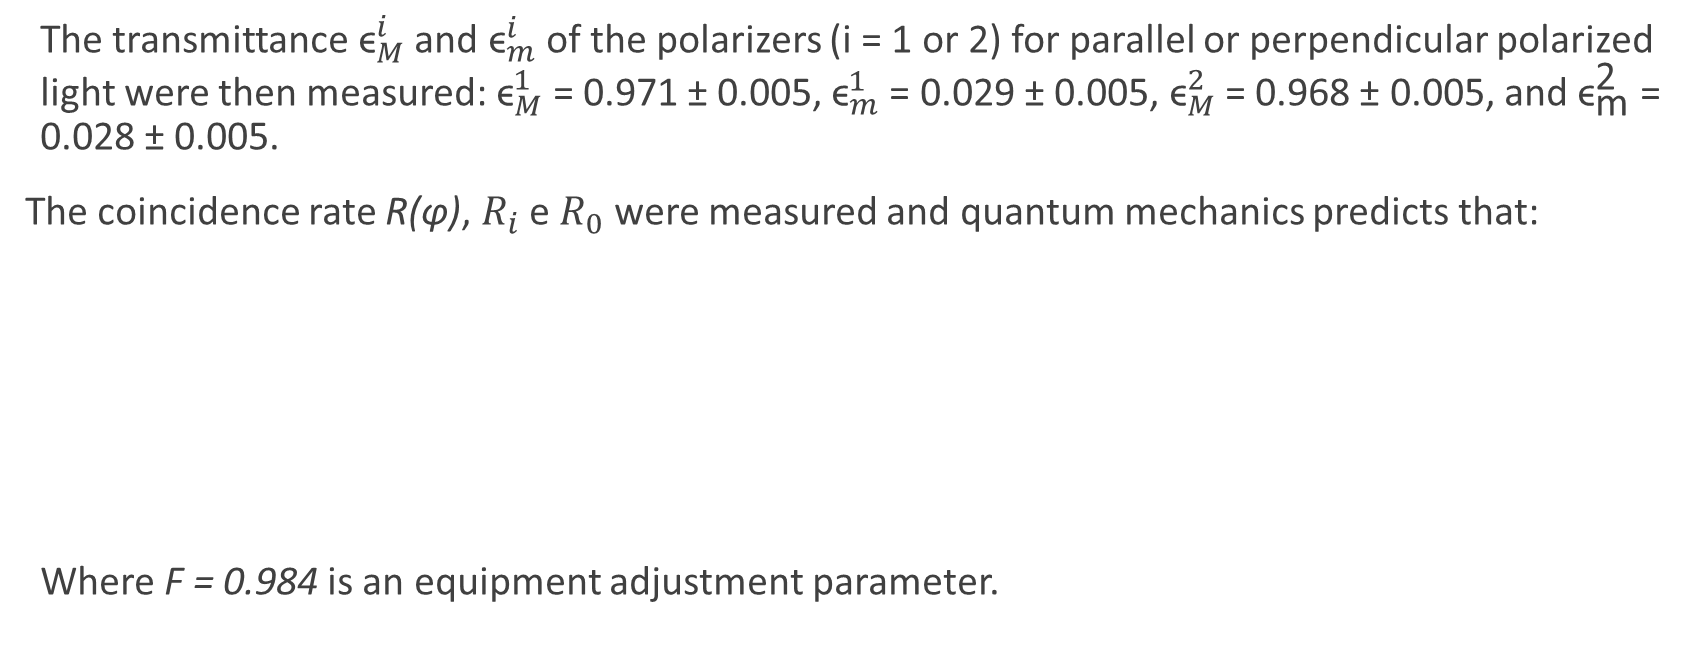 The transmittance ϵ^i_M and ϵ^i_m of the polarizers (i = 1 or 2) for parallel or perpendicular polarized
light were then measured: ϵ^1_M = 0.971 ± 0.005, ϵ^1_m = 0.029 ± 0.005, ϵ^2_M = 0.968 ± 0.005, and ϵ^2_m =
0.028 ± 0.005.
The coincidence rate R(φ), R_i e R_0 were measured and quantum mechanics predicts that:
Where F = 0.984 is an equipment adjustment parameter.